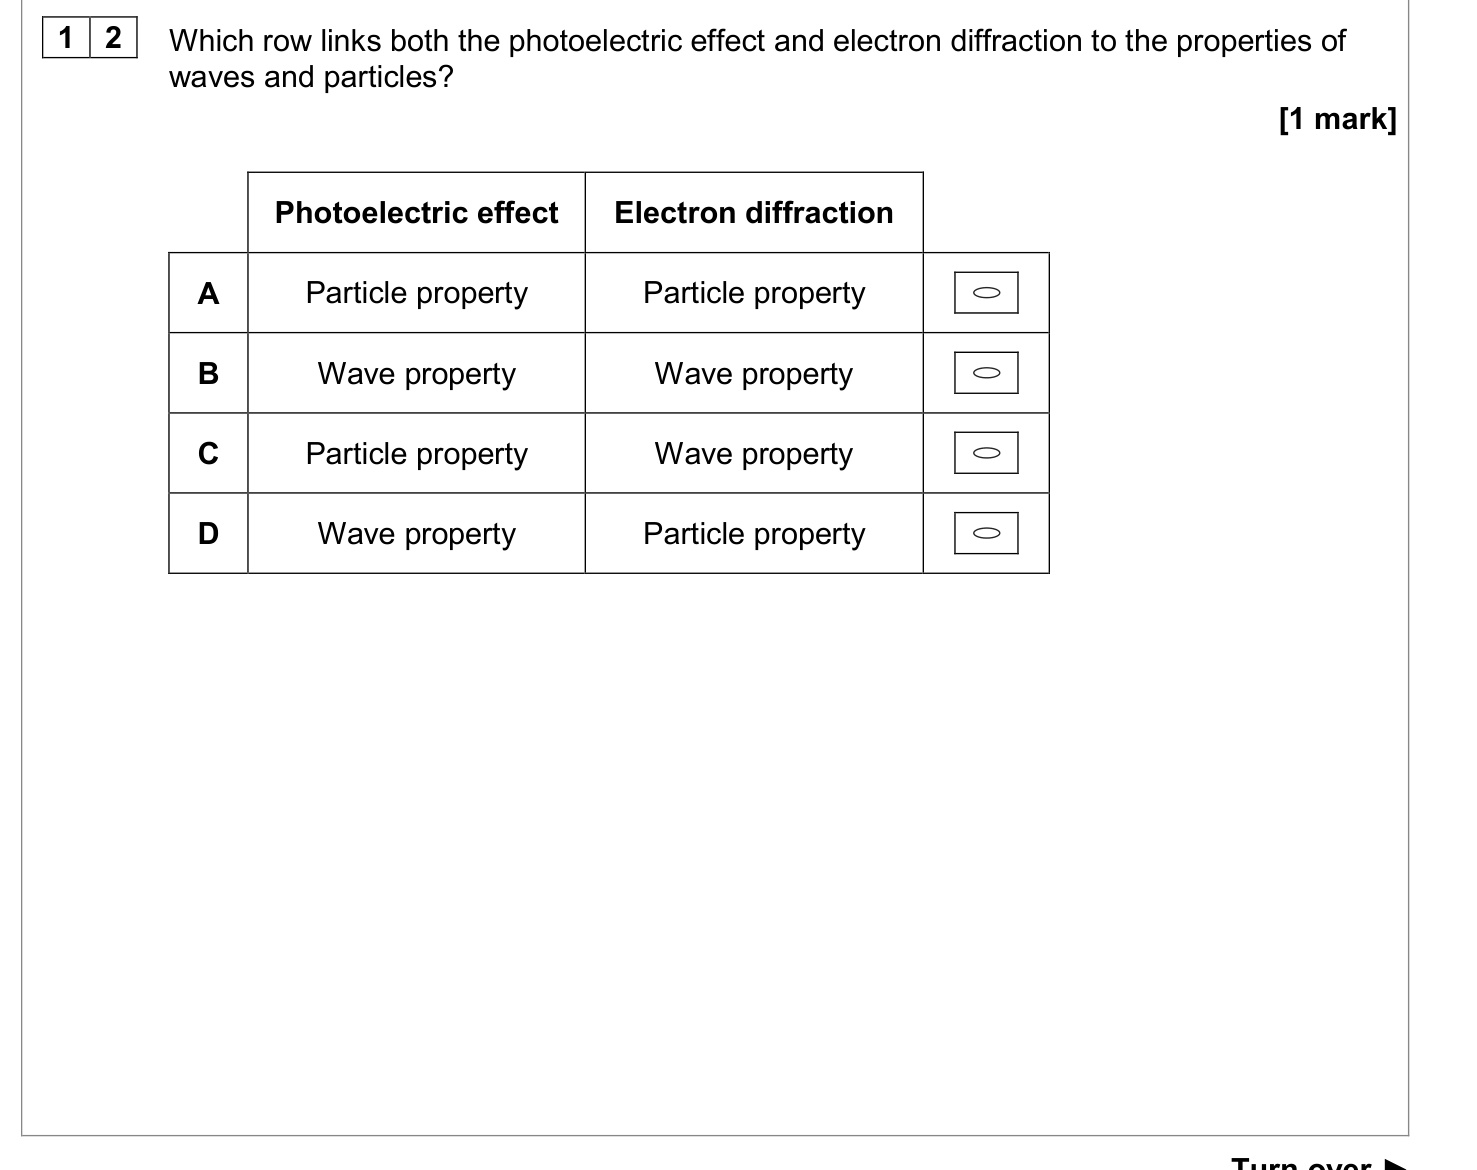 1 2 Which row links both the photoelectric effect and electron diffraction to the properties of
waves and particles?
[1 mark]
Photoelectric effect Electron diffraction
A Particle property Particle property
B Wave property Wave property
C Particle property Wave property
D Wave property Particle property
Turn over ►